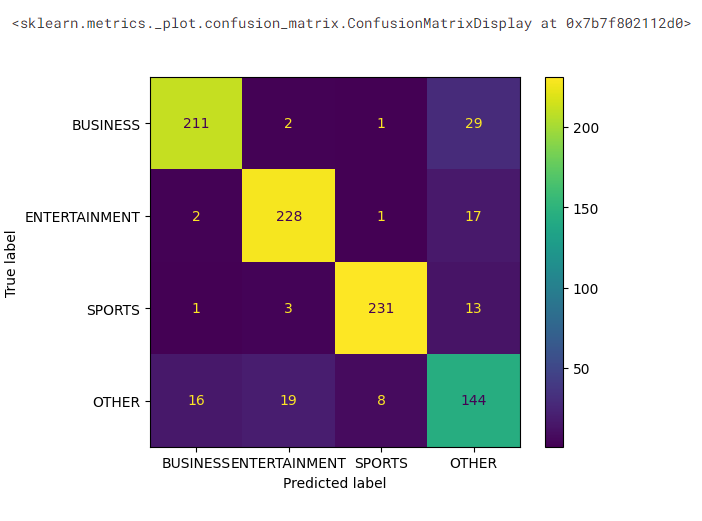 <sklearn.metrics._plot.confusion_matrix.ConfusionMatrixDisplay at 0x7b7f802112d0>
BUSINESS 211 2 1 29
ENTERTAINMENT 2 228 1 17
SPORTS 1 3 231 13
OTHER 16 19 8 144
BUSINESS ENTERTAINMENT SPORTS OTHER
Predicted label
True label
200
150
100
50